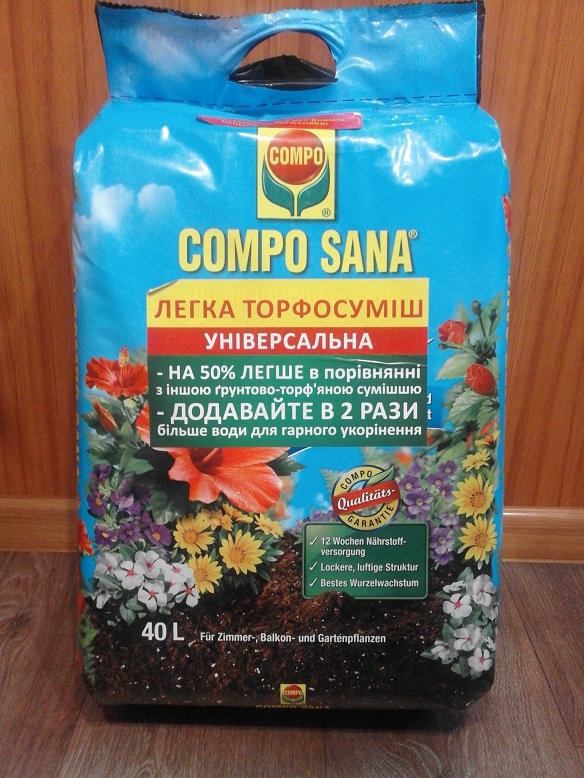 COMPO
®
COMPO SANA®
ЛЕГКА ТОРФОСУМІШ
УНІВЕРСАЛЬНА
- НА 50% ЛЕГШЕ в порівнянні
з іншою ґрунтово-торф'яною сумішшю
- ДОДАВАЙТЕ В 2 РАЗИ
більше води для гарного укорінення
COMPO
Qualitäts-
GARANTIE
✓ 12 Wochen Nährstoff-
versorgung
✓ Lockere, luftige Struktur
✓ Bestes Wurzelwachstum
40 L Für Zimmer-, Balkon- und Gartenpflanzen
COMPO
COMPO SANA